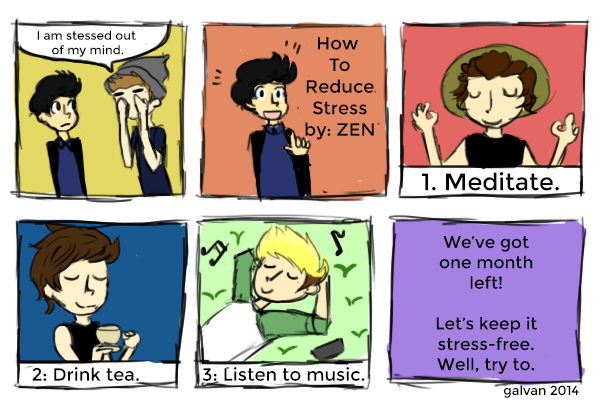 I am stessed out
of my mind.
How
To
Reduce
Stress
by: ZEN
1. Meditate.
2: Drink tea.
3: Listen to music.
We've got
one month
left!
Let's keep it
stress-free.
Well, try to.
galvan 2014